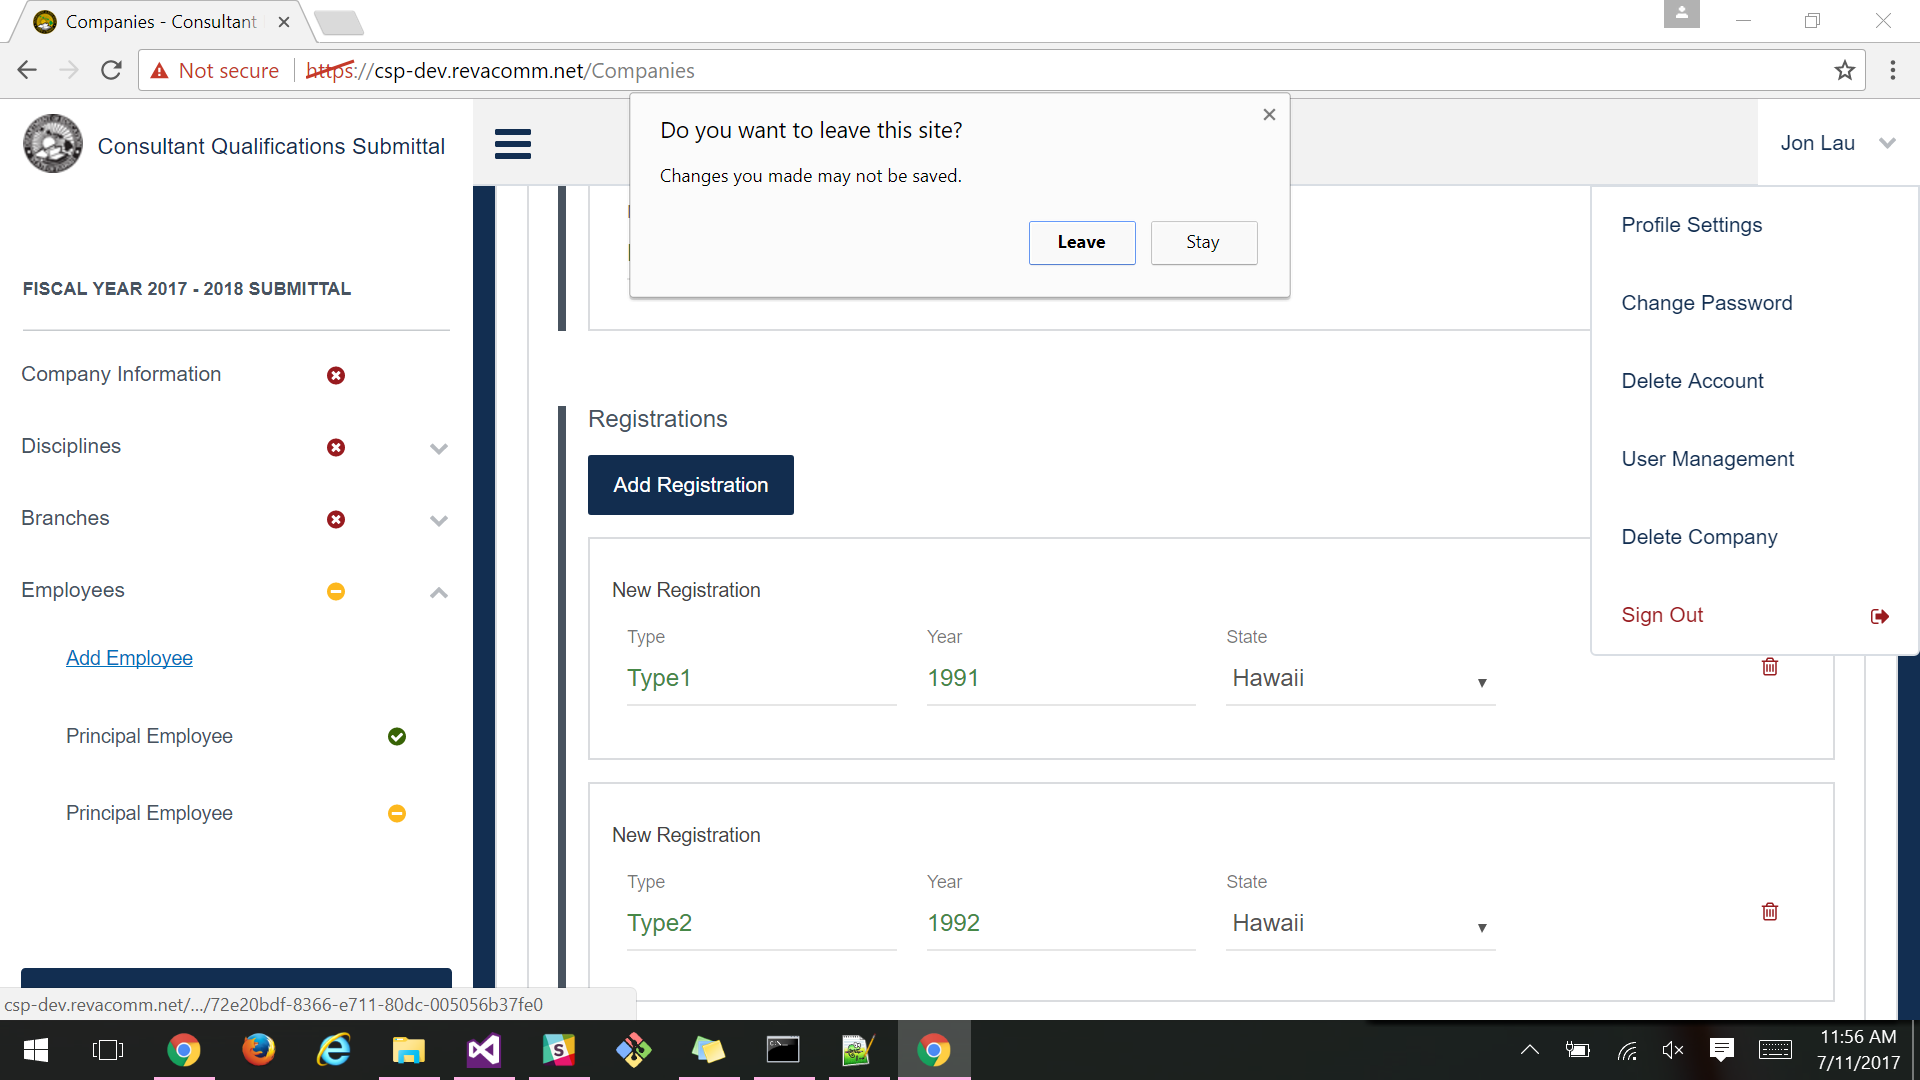 Companies - Consultant
Not secure
https://csp-dev.revacomm.net/Companies
Consultant Qualifications Submittal
Jon Lau
Do you want to leave this site?
Changes you made may not be saved.
Leave
Stay
Profile Settings
Change Password
Delete Account
User Management
Delete Company
Sign Out
FISCAL YEAR 2017 - 2018 SUBMITTAL
Company Information
Disciplines
Branches
Employees
Add Employee
Principal Employee
Principal Employee
Registrations
Add Registration
New Registration
Type Year State
Type1 1991 Hawaii
New Registration
Type Year State
Type2 1992 Hawaii
csp-dev.revacomm.net/.../72e20bdf-8366-e711-80dc-005056b37fe0
11:56 AM
7/11/2017